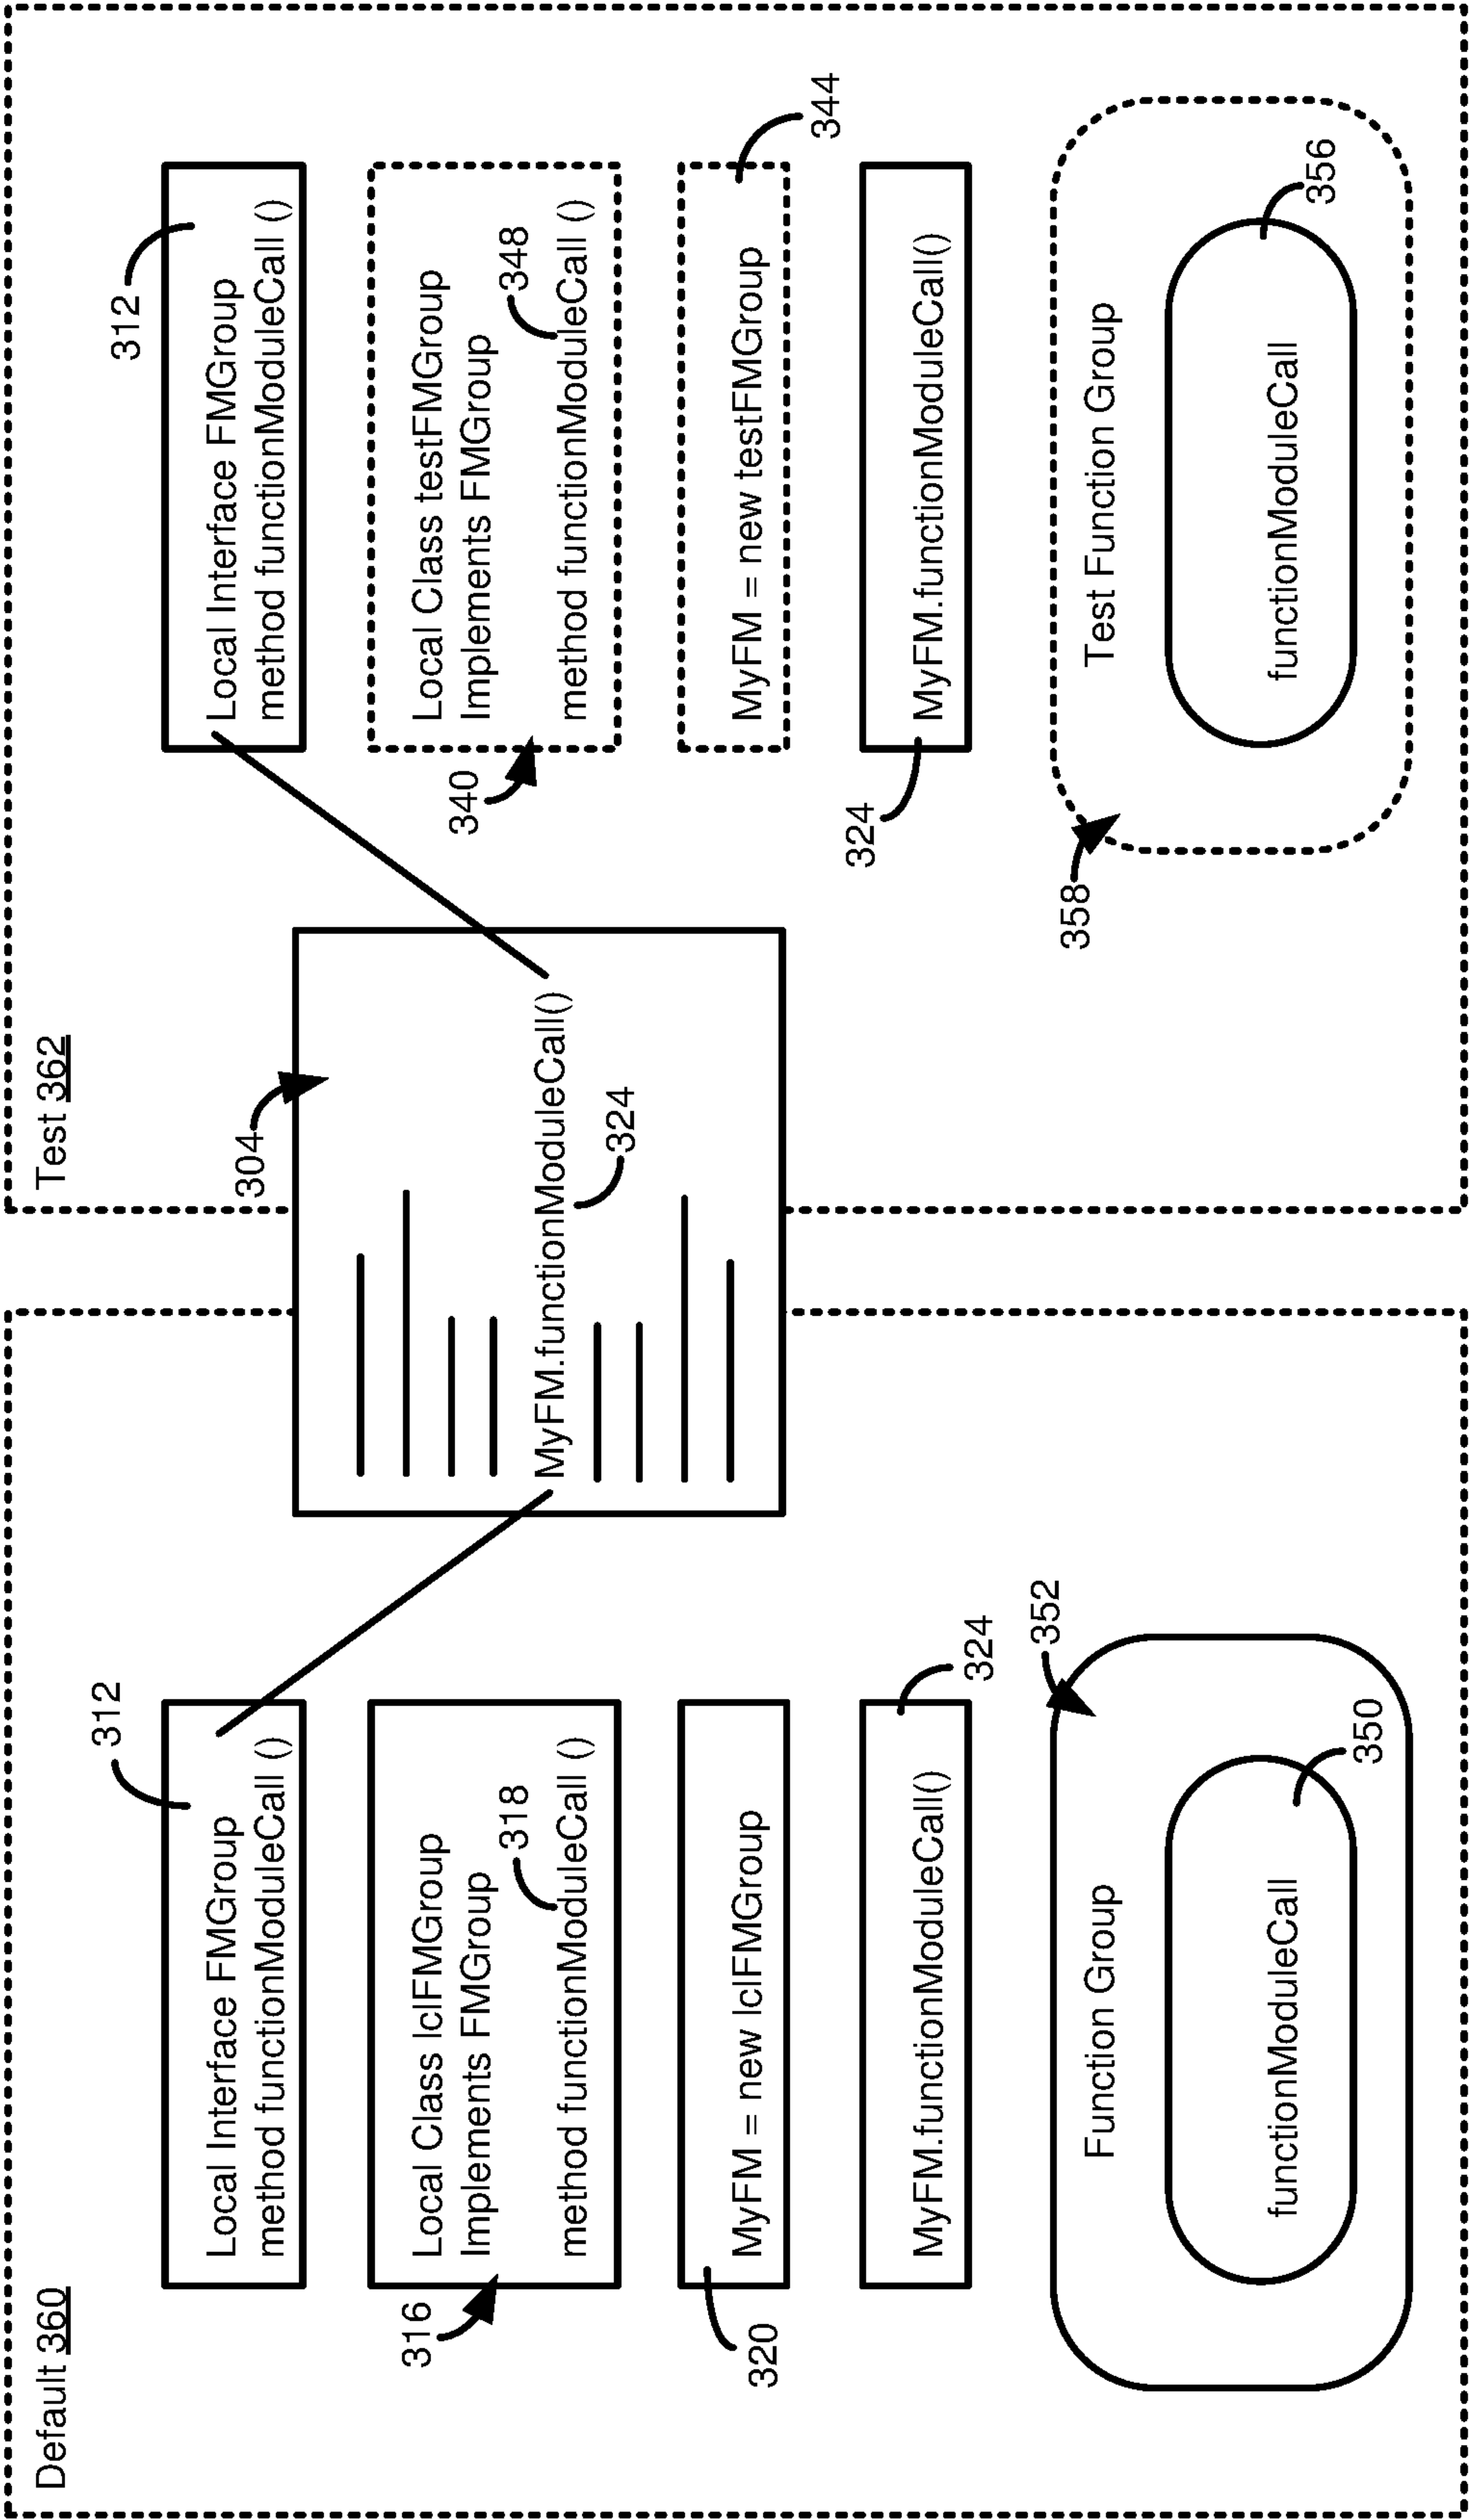 Default 360
312
Local Interface FMGroup
method functionModuleCall ()
316
Local Class lclFMGroup
Implements FMGroup
318
method functionModuleCall ()
320
MyFM = new lclFMGroup
MyFM.functionModuleCall()
324
352
Function Group
functionModuleCall
350
304
MyFM.functionModuleCall()
324
Test 362
312
Local Interface FMGroup
method functionModuleCall ()
340
Local Class testFMGroup
Implements FMGroup
348
method functionModuleCall ()
344
MyFM = new testFMGroup
324
MyFM.functionModuleCall()
358
Test Function Group
functionModuleCall
356